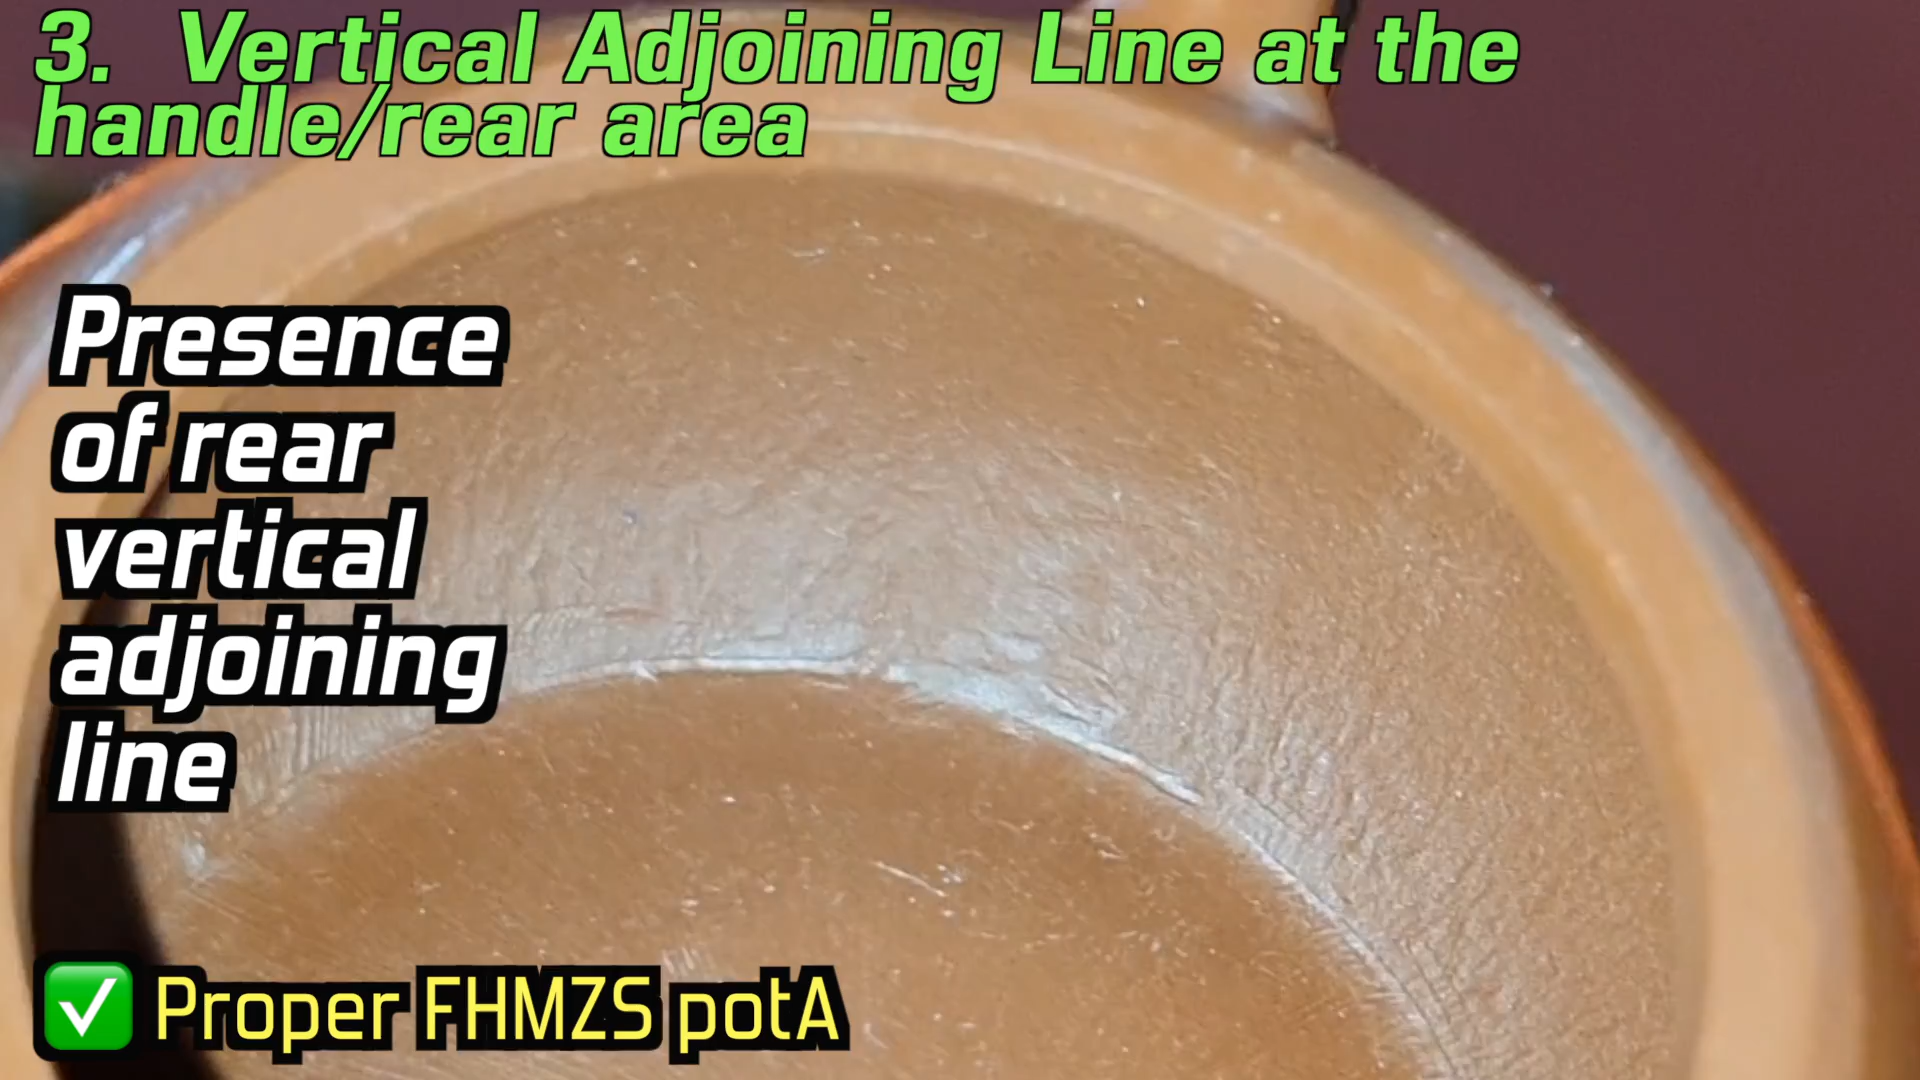 3. Vertical Adjoining Line at the
handle/rear area
Presence
of rear
vertical
adjoining
line
✅ Proper FHMZS potA